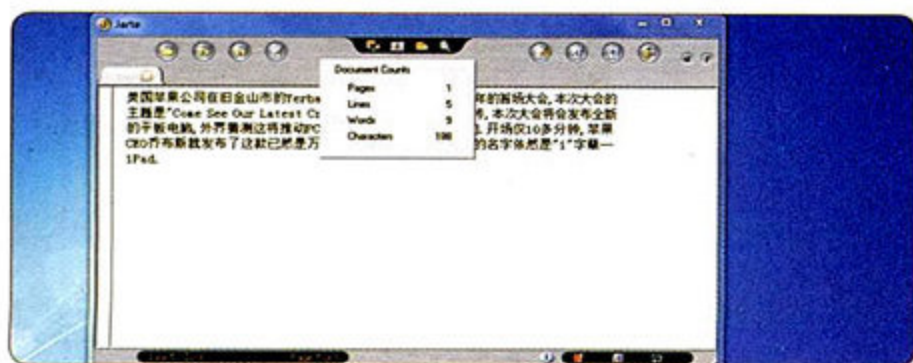 Jarte
Document Counts
Pages 1
Lines 5
Words 9
Characters 198
美国苹果公司在旧金山市的Yerba 年的首场大会,本次大会的
主题是"Come See Our Latest Cr 本次大会将会发布全新
的平板电脑,外界猜测这将推动PC 开场仅10多分钟,苹果
CEO乔布斯就发布了这款已然是万 的名字依然是"i"字辈—
iPad.